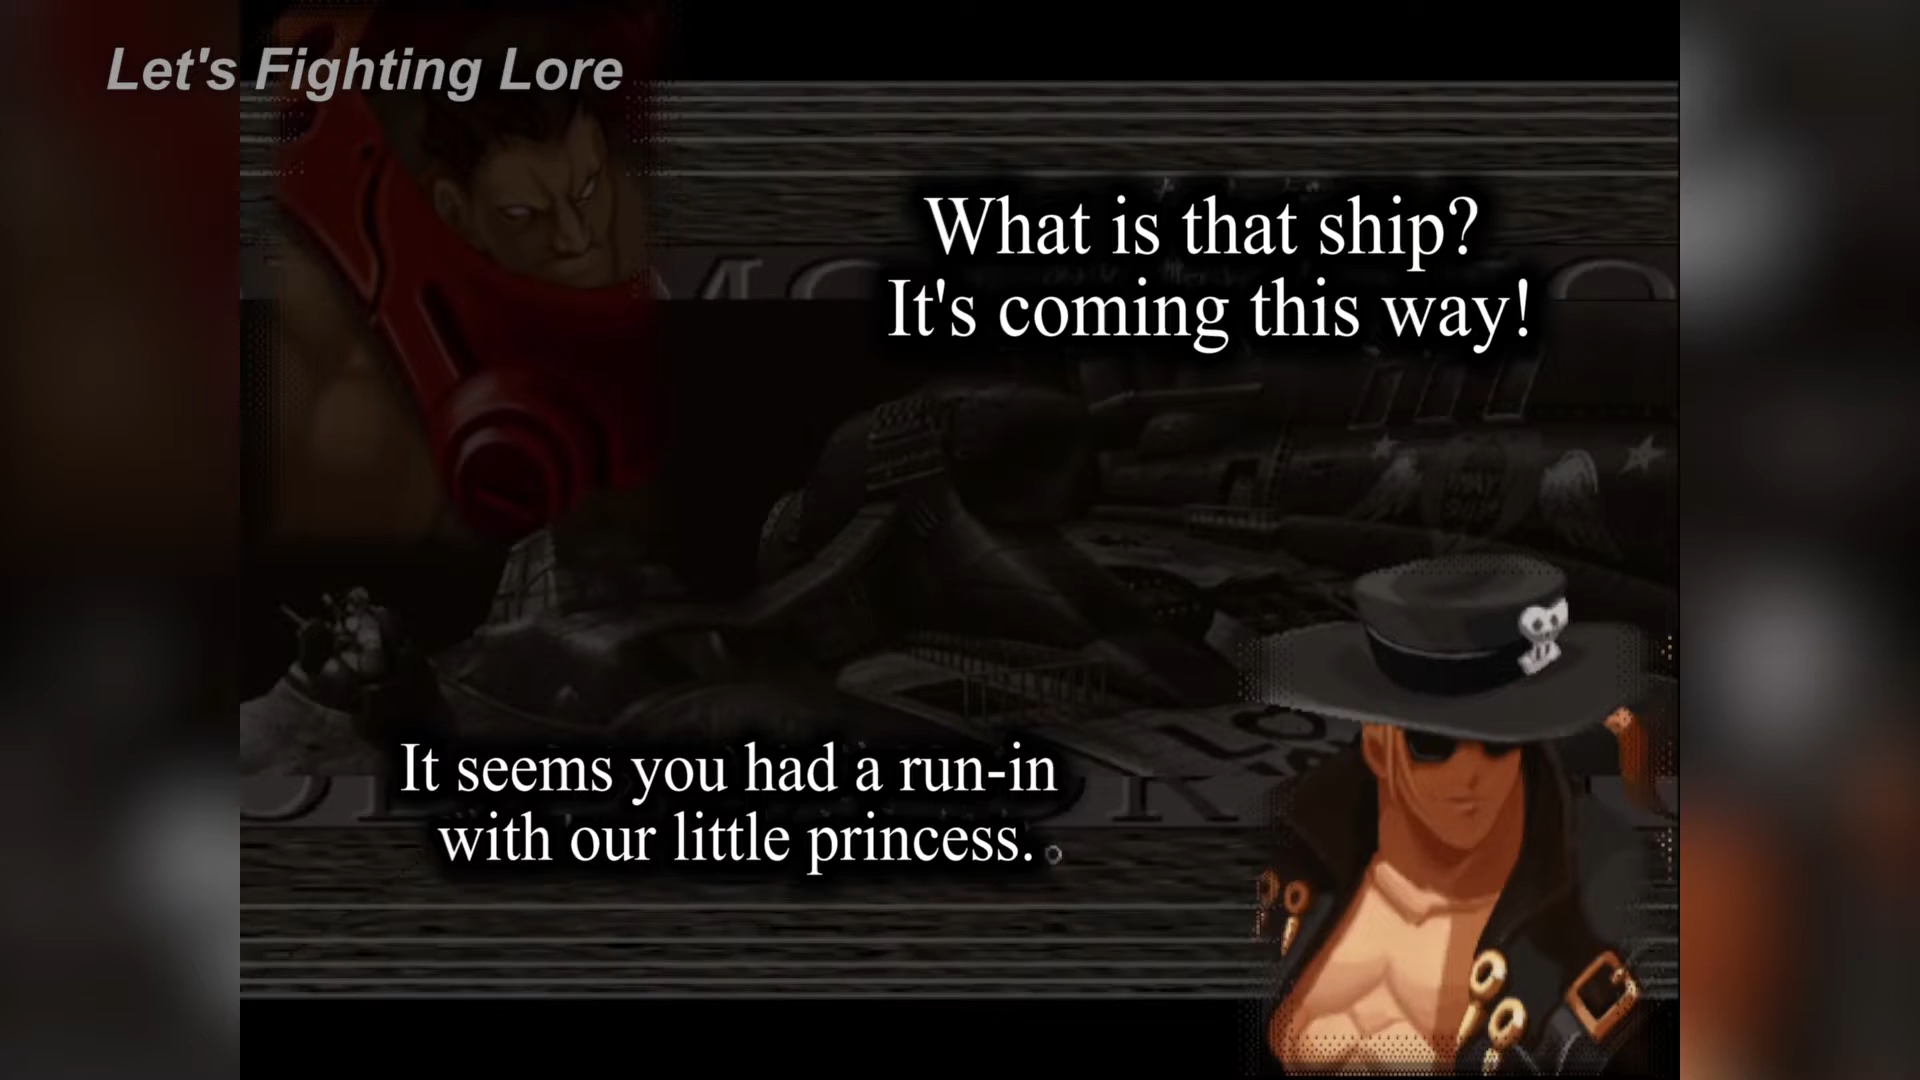 Let's Fighting Lore
What is that ship?
It's coming this way!
It seems you had a run-in
with our little princess.